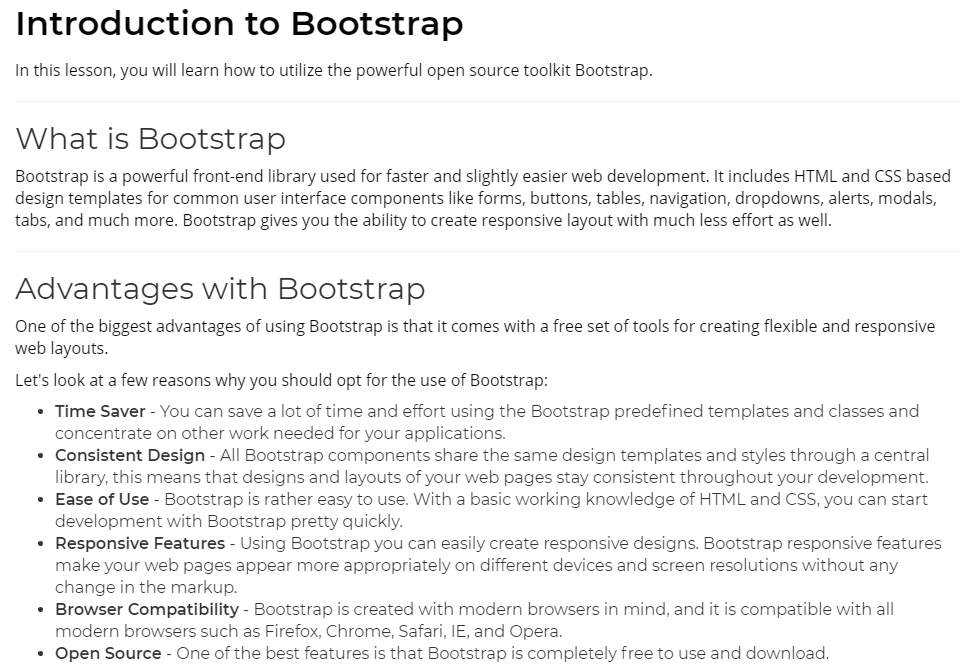 Introduction to Bootstrap
In this lesson, you will learn how to utilize the powerful open source toolkit Bootstrap.
What is Bootstrap
Bootstrap is a powerful front-end library used for faster and slightly easier web development. It includes HTML and CSS based
design templates for common user interface components like forms, buttons, tables, navigation, dropdowns, alerts, modals,
tabs, and much more. Bootstrap gives you the ability to create responsive layout with much less effort as well.
Advantages with Bootstrap
One of the biggest advantages of using Bootstrap is that it comes with a free set of tools for creating flexible and responsive
web layouts.
Let's look at a few reasons why you should opt for the use of Bootstrap:
• Time Saver - You can save a lot of time and effort using the Bootstrap predefined templates and classes and
concentrate on other work needed for your applications.
• Consistent Design - All Bootstrap components share the same design templates and styles through a central
library, this means that designs and layouts of your web pages stay consistent throughout your development.
• Ease of Use - Bootstrap is rather easy to use. With a basic working knowledge of HTML and CSS, you can start
development with Bootstrap pretty quickly.
• Responsive Features - Using Bootstrap you can easily create responsive designs. Bootstrap responsive features
make your web pages appear more appropriately on different devices and screen resolutions without any
change in the markup.
• Browser Compatibility - Bootstrap is created with modern browsers in mind, and it is compatible with all
modern browsers such as Firefox, Chrome, Safari, IE, and Opera.
• Open Source - One of the best features is that Bootstrap is completely free to use and download.